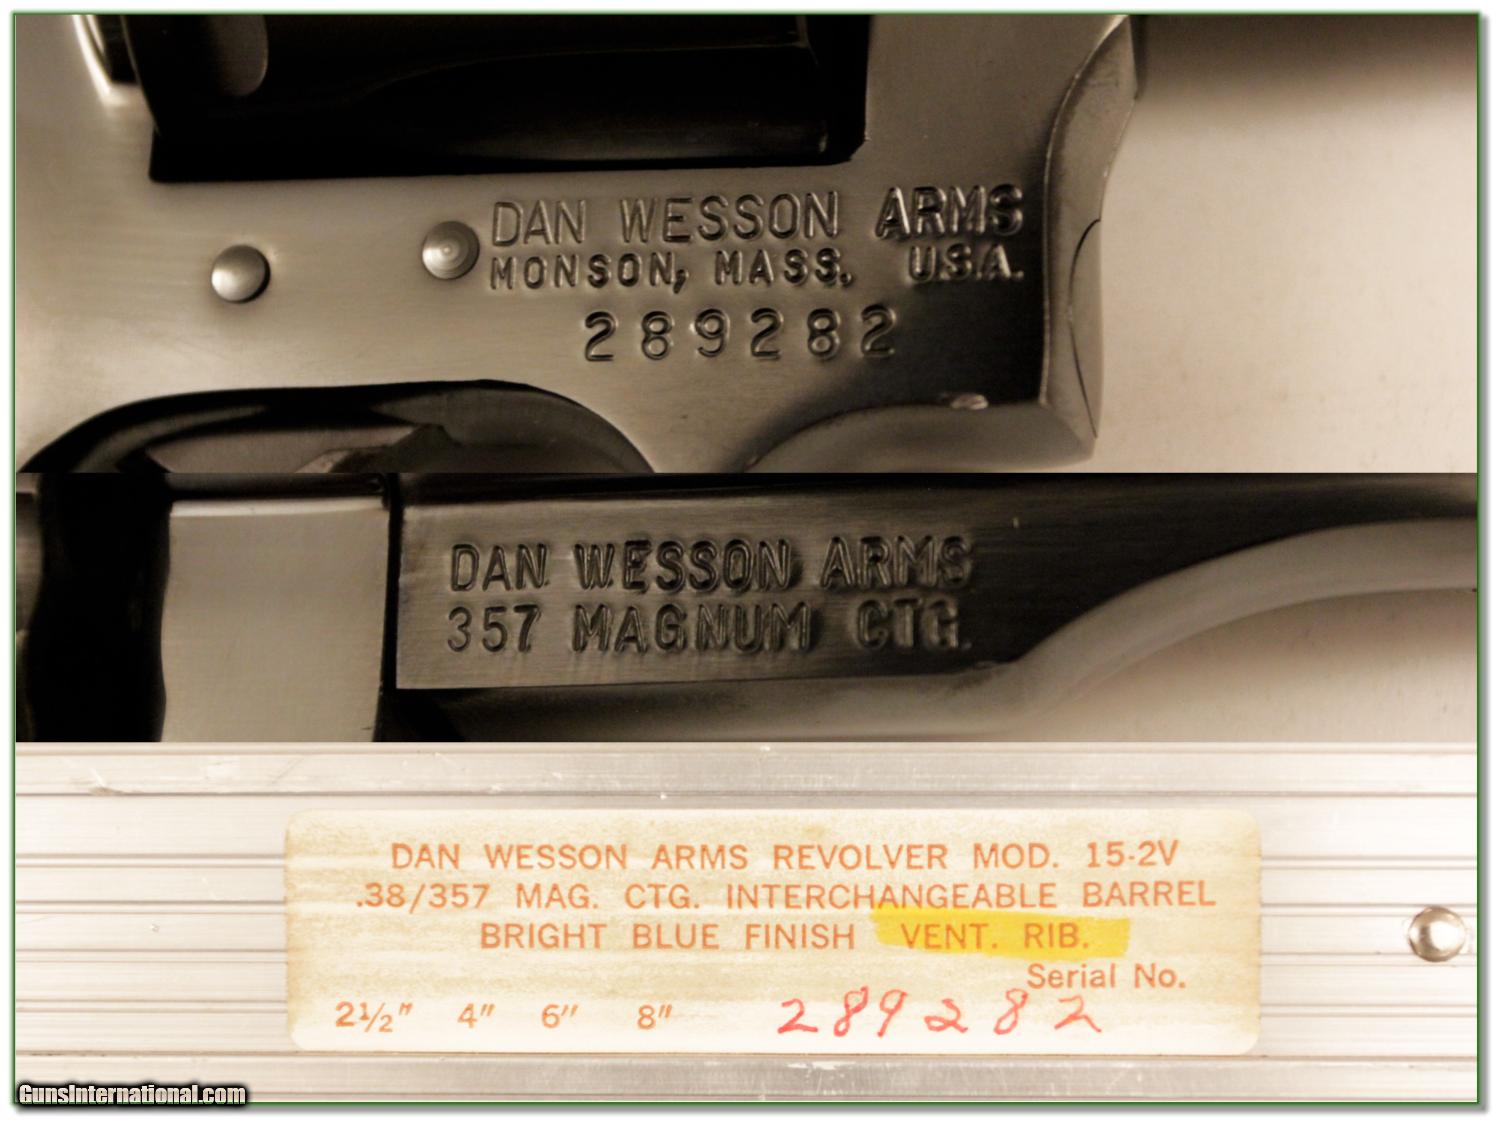 DAN WESSON ARMS
MONSON, MASS. U.S.A.
289282
DAN WESSON ARMS
357 MAGNUM CTG.
DAN WESSON ARMS REVOLVER MOD. 15-2V
.38/357 MAG. CTG. INTERCHANGEABLE BARREL
BRIGHT BLUE FINISH VENT. RIB.
Serial No.
2½" 4" 6" 8" 289282
GunsInternational.com